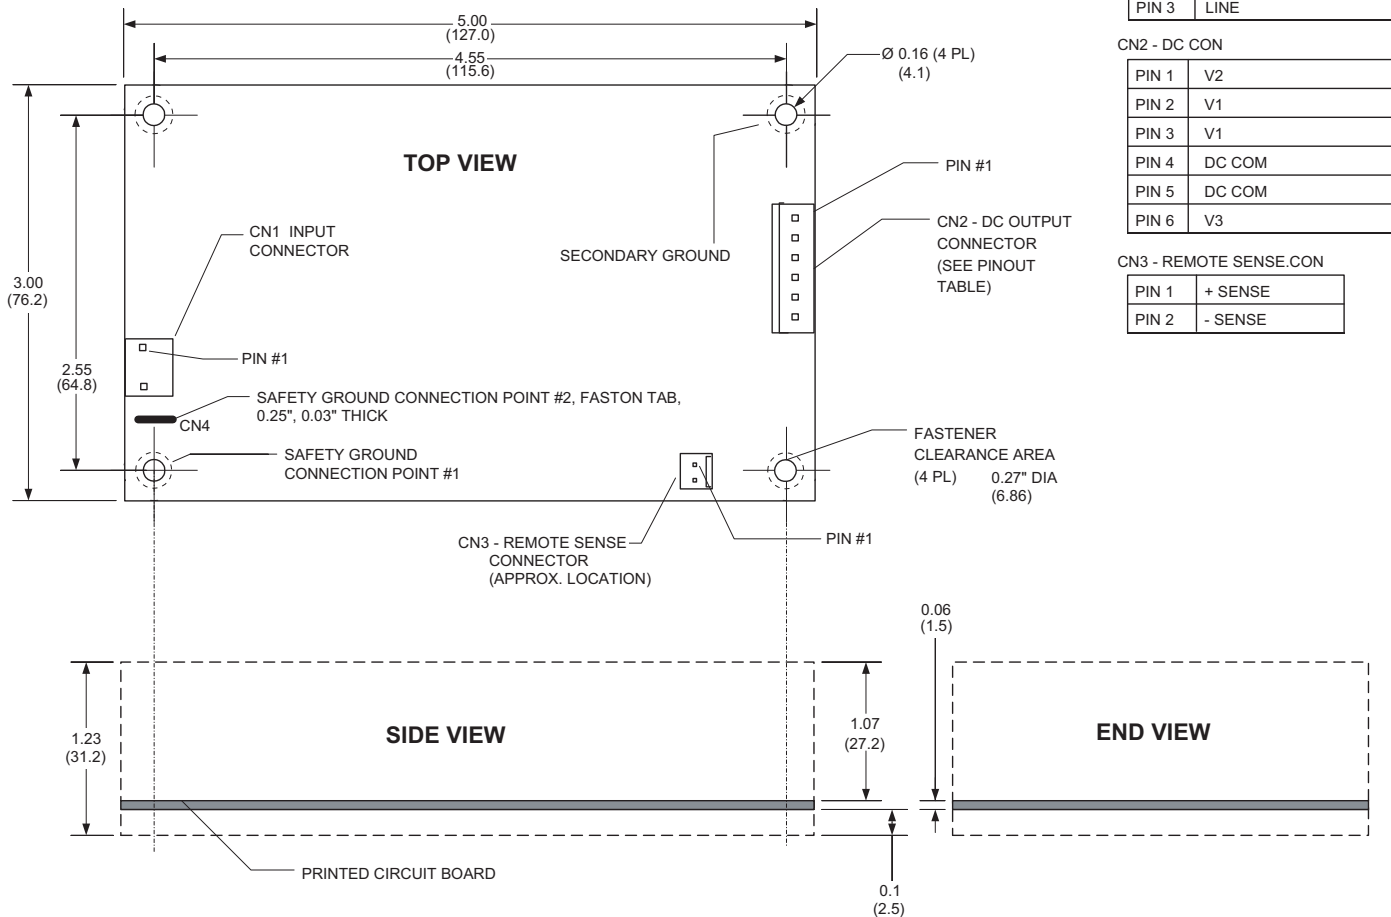 5.00
(127.0)
4.55
(115.6)
Ø 0.16 (4 PL)
(4.1)
TOP VIEW
PIN #1
CN1 INPUT
CONNECTOR
SECONDARY GROUND
CN2 - DC OUTPUT
CONNECTOR
(SEE PINOUT
TABLE)
3.00
(76.2)
2.55
(64.8)
PIN #1
SAFETY GROUND CONNECTION POINT #2, FASTON TAB,
0.25", 0.03" THICK
CN4
SAFETY GROUND
CONNECTION POINT #1
FASTENER
CLEARANCE AREA
(4 PL) 0.27" DIA
(6.86)
CN3 - REMOTE SENSE
CONNECTOR
(APPROX. LOCATION)
PIN #1
PIN 3 LINE
CN2 - DC CON
PIN 1 V2
PIN 2 V1
PIN 3 V1
PIN 4 DC COM
PIN 5 DC COM
PIN 6 V3
CN3 - REMOTE SENSE.CON
PIN 1 + SENSE
PIN 2 - SENSE
0.06
(1.5)
1.23
(31.2)
SIDE VIEW
1.07
(27.2)
END VIEW
PRINTED CIRCUIT BOARD
0.1
(2.5)